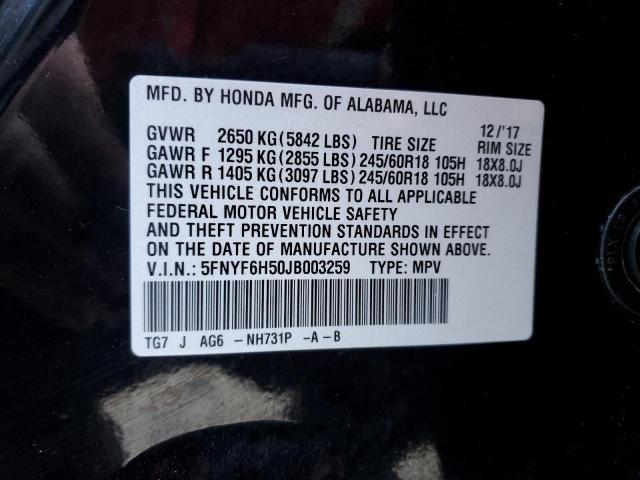 MFD. BY HONDA MFG. OF ALABAMA, LLC
12/'17
GVWR 2650 KG(5842 LBS) TIRE SIZE RIM SIZE
GAWR F 1295 KG(2855 LBS) 245/60R18 105H 18X8.0J
GAWR R 1405 KG(3097 LBS) 245/60R18 105H 18X8.0J
THIS VEHICLE CONFORMS TO ALL APPLICABLE
FEDERAL MOTOR VEHICLE SAFETY
AND THEFT PREVENTION STANDARDS IN EFFECT
ON THE DATE OF MANUFACTURE SHOWN ABOVE.
V.I.N.: 5FNYF6H50JB003259 TYPE: MPV
TG7 J AG6 -NH731P -A-B